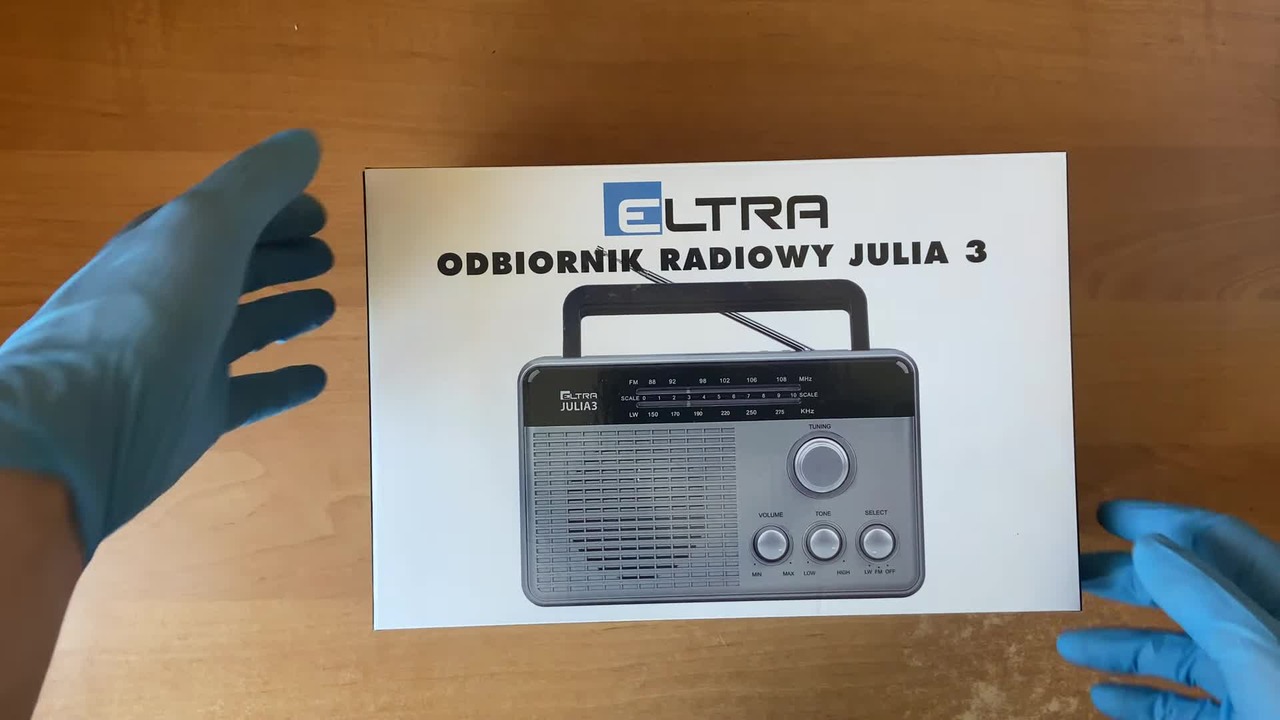 ELTRA
ODBIORNIK RADIOWY JULIA 3
FM 88 92 98 102 106 108 MHz
ELTRA
SCALE 0 1 2 3 4 5 6 7 8 9 10 SCALE
JULIA3
LW 150 170 190 220 250 275 KHz
TUNING
VOLUME TONE SELECT
MIN MAX LOW HIGH LW FM OFF